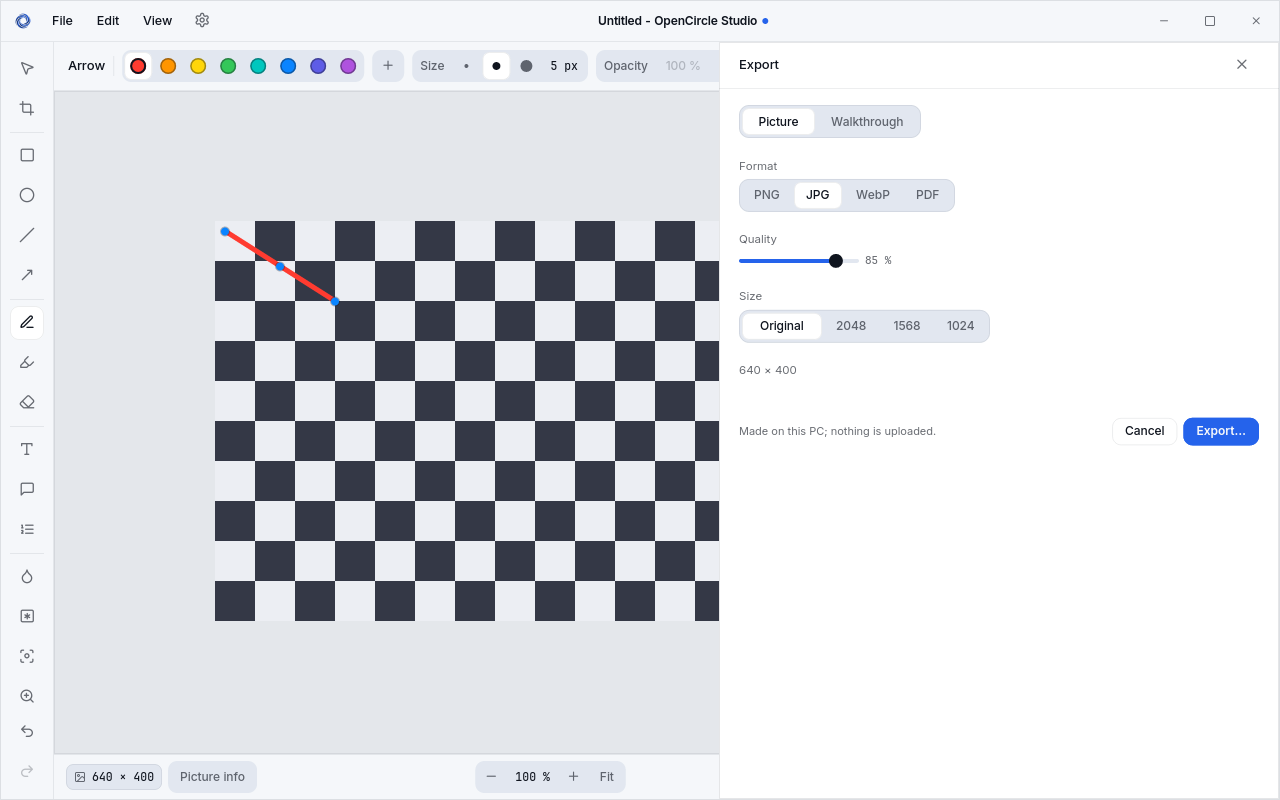 File Edit View Untitled - OpenCircle Studio
Arrow Size 5 px Opacity 100 %
Export
Picture Walkthrough
Format
PNG JPG WebP PDF
Quality
85 %
Size
Original 2048 1568 1024
640 × 400
Made on this PC; nothing is uploaded. Cancel Export...
640 × 400 Picture info 100 % Fit